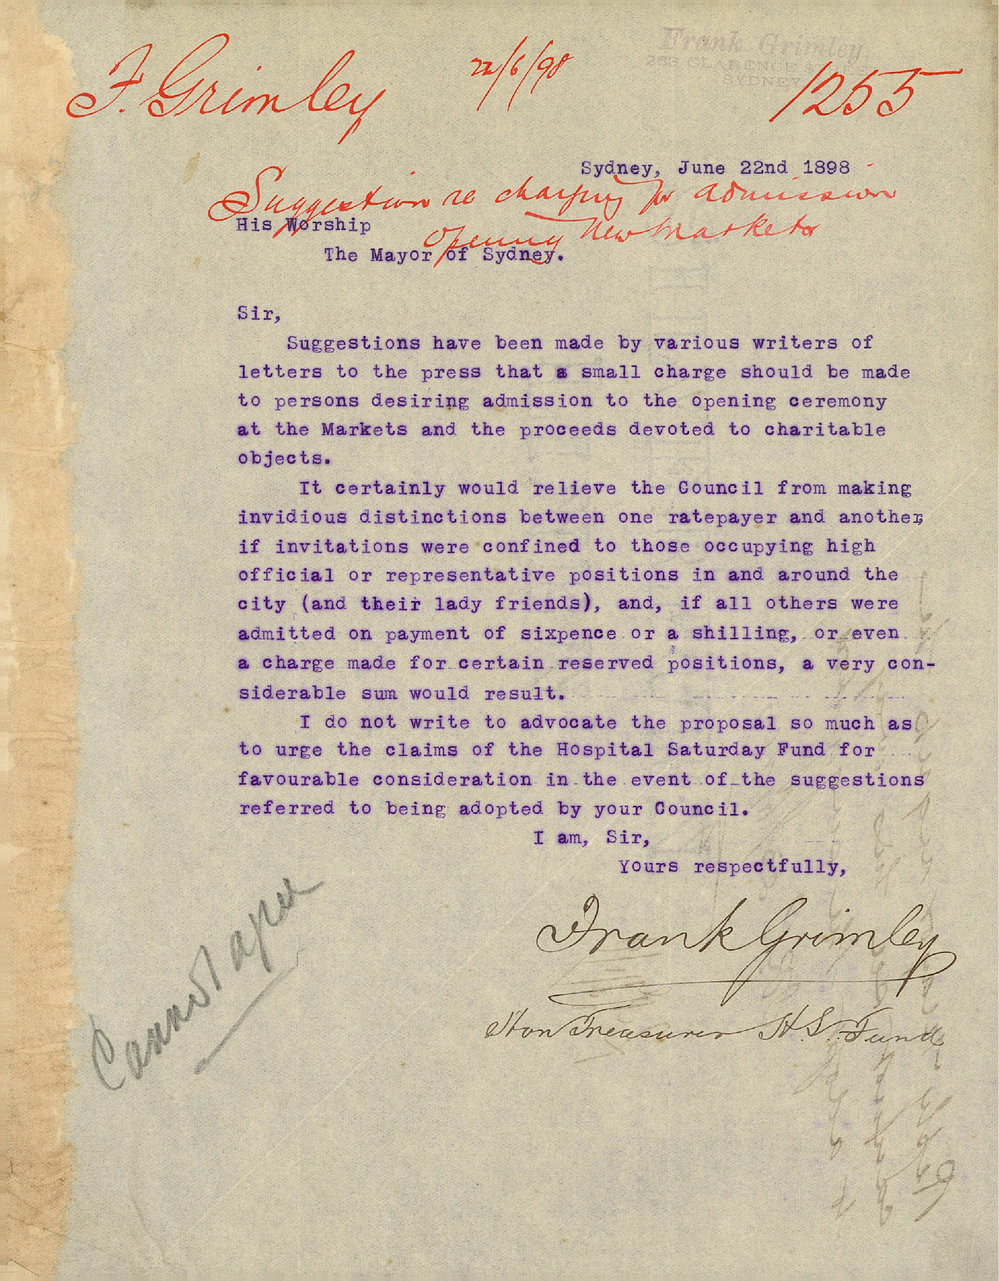 F. Grimley
22/6/98
Frank Grimley
263 CLARENCE
SYDNEY
1255
Sydney, June 22nd 1898
Suggestion re charging for admission
opening New Markets
His Worship
The Mayor of Sydney.
Sir,
Suggestions have been made by various writers of
letters to the press that a small charge should be made
to persons desiring admission to the opening ceremony
at the Markets and the proceeds devoted to charitable
objects.
It certainly would relieve the Council from making
invidious distinctions between one ratepayer and another,
if invitations were confined to those occupying high
official or representative positions in and around the
city (and their lady friends), and, if all others were
admitted on payment of sixpence or a shilling, or even
a charge made for certain reserved positions, a very con-
siderable sum would result.
I do not write to advocate the proposal so much as
to urge the claims of the Hospital Saturday Fund for
favourable consideration in the event of the suggestions
referred to being adopted by your Council.
I am, Sir,
Yours respectfully,
Frank Grimley
Hon Treasurer H.S. Fund
Cannot